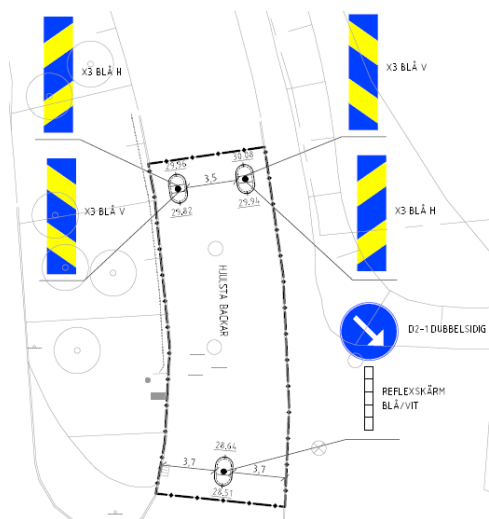 X3 BLÅ H
X3 BLÅ V
29,96
30,08
3,5
X3 BLÅ V
29,82
29,94
X3 BLÅ H
HJULSTA BACKAR
D2-1 DUBBELSIDIG
REFLEXSKÄRM
BLÅ/VIT
28,64
3,7
3,7
28,51